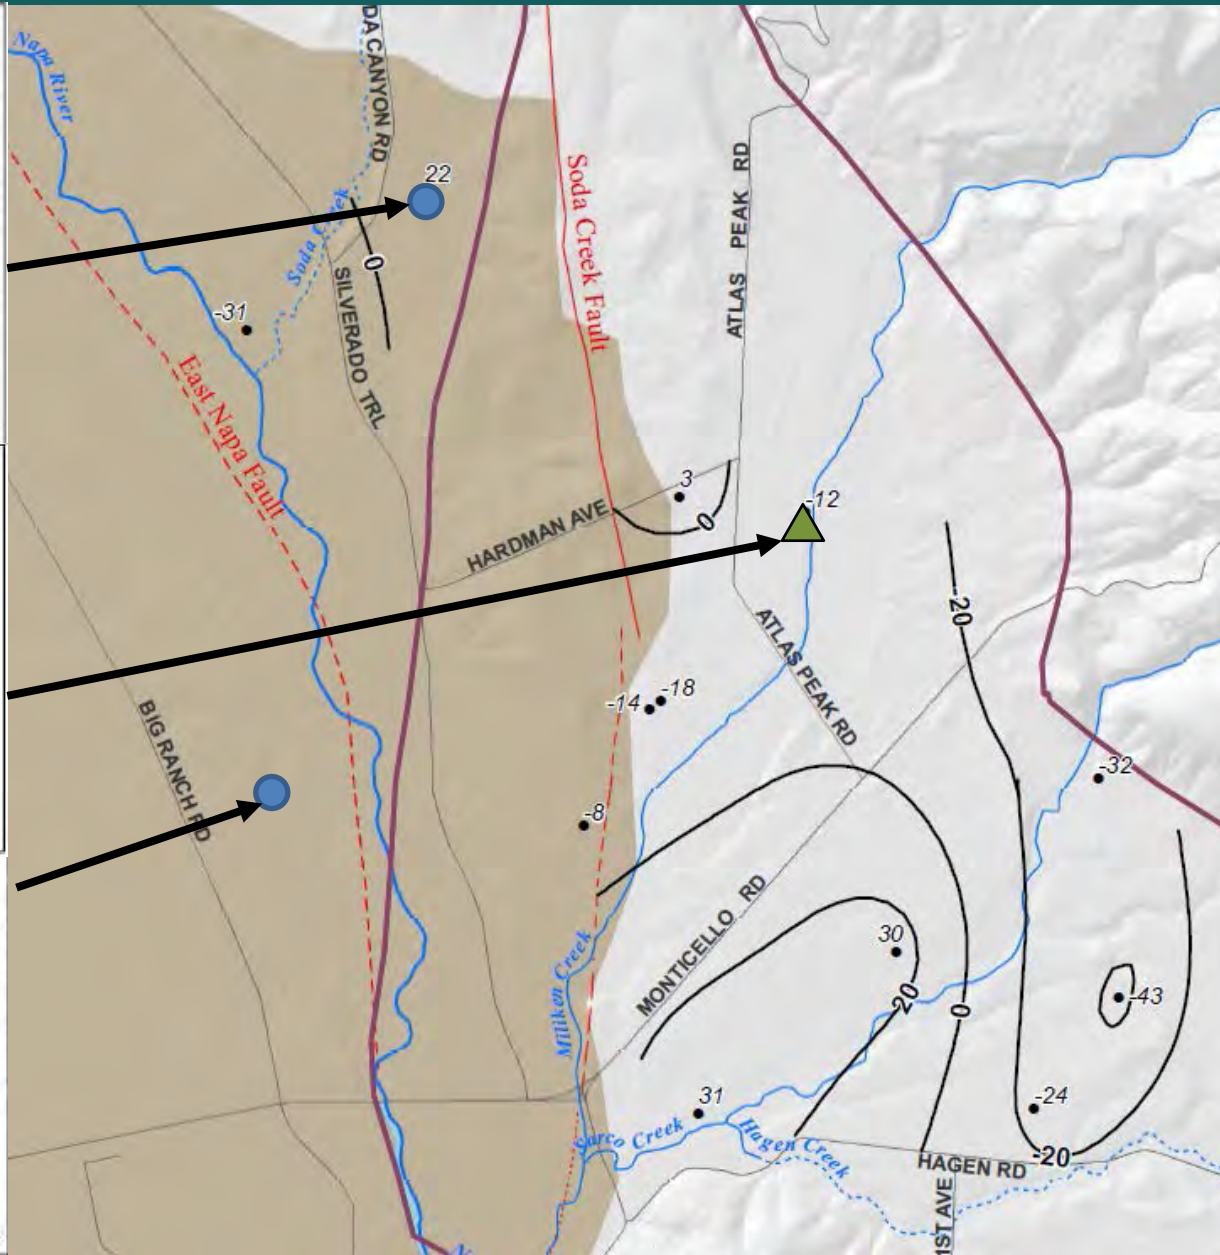 DA CANYON RD
Napa River
22
Soda Creek
Soda Creek Fault
ATLAS PEAK RD
0
-31
SILVERADO TRL
East Napa Fault
3
-12
0
HARDMAN AVE
-20
ATLAS PEAK RD
-18
-14
BIG RANCH RD
-32
-8
MONTICELLO RD
30
Milliken Creek
20
0
-43
31
-24
Sarco Creek
Hagen Creek
-20
HAGEN RD
1ST AVE
N